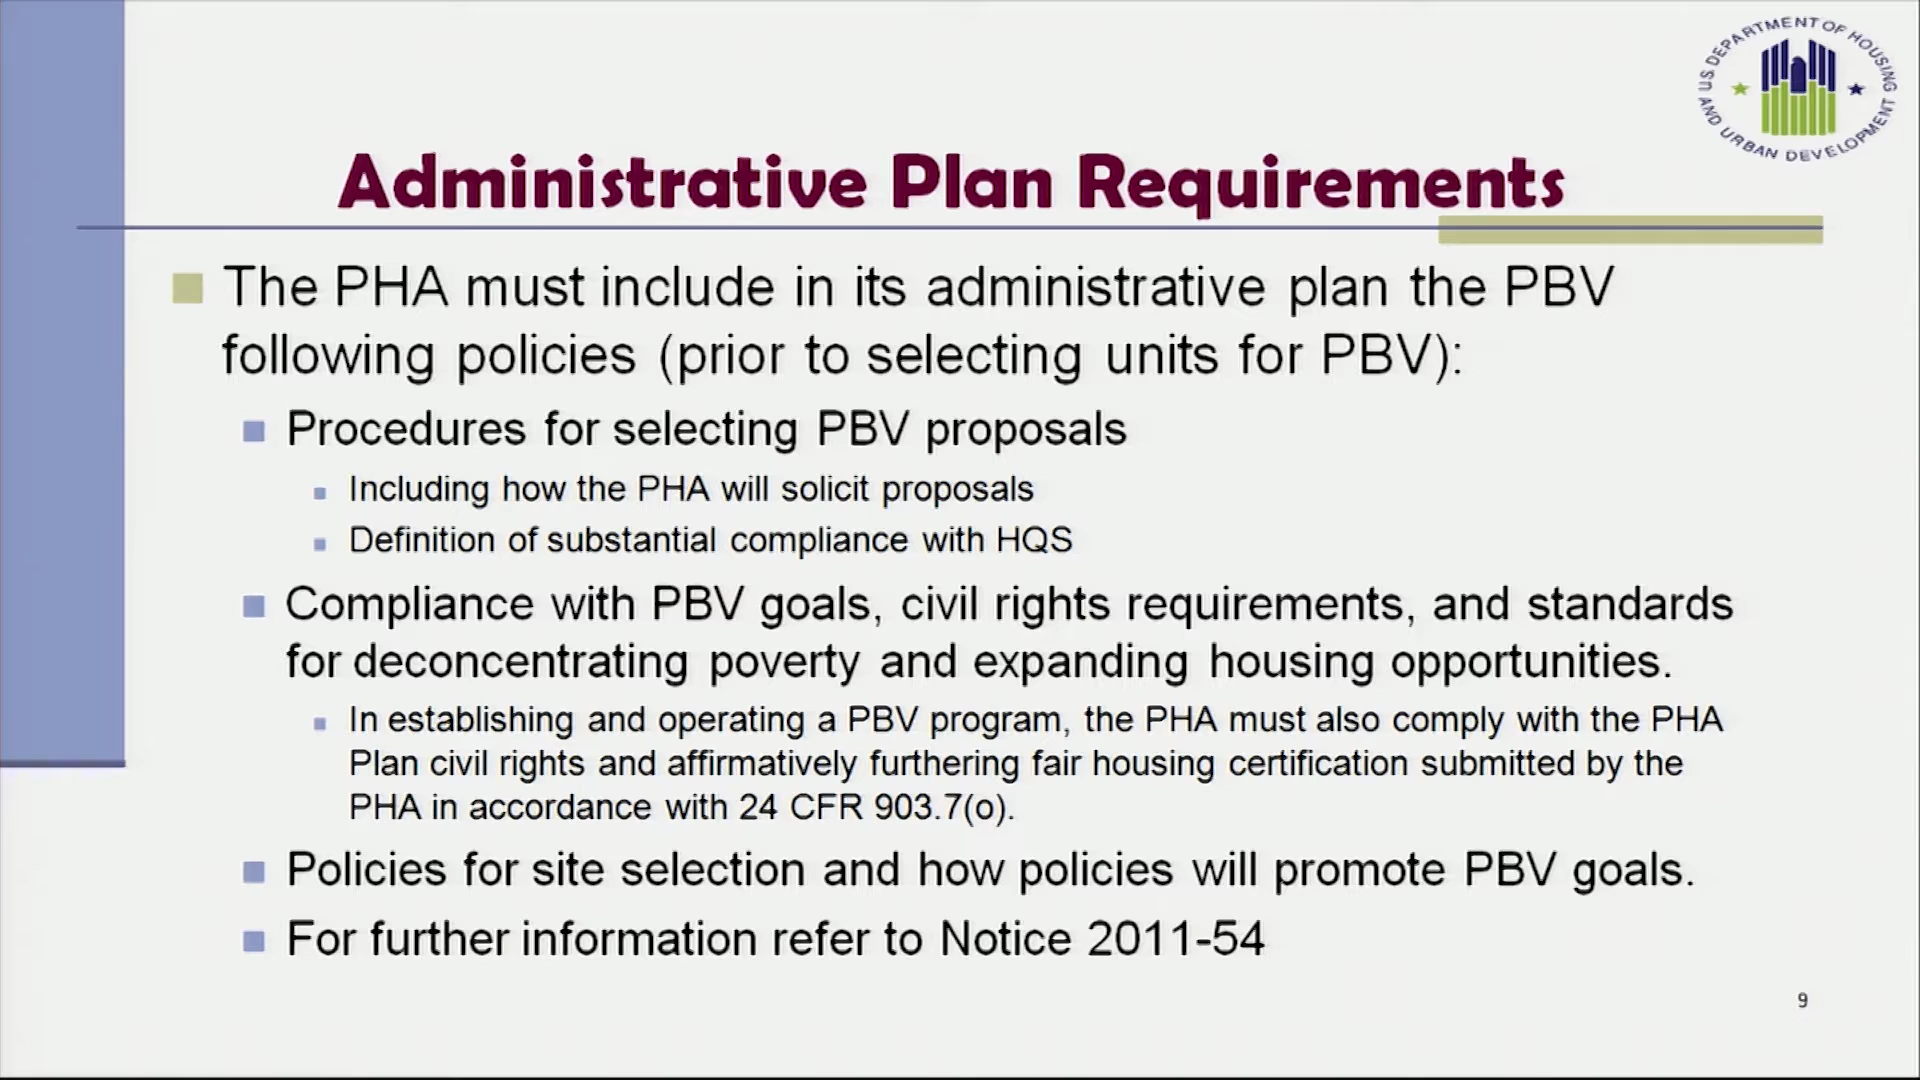 US DEPARTMENT OF HOUSING
AND URBAN DEVELOPMENT
Administrative Plan Requirements
The PHA must include in its administrative plan the PBV
following policies (prior to selecting units for PBV):
Procedures for selecting PBV proposals
Including how the PHA will solicit proposals
Definition of substantial compliance with HQS
Compliance with PBV goals, civil rights requirements, and standards
for deconcentrating poverty and expanding housing opportunities.
In establishing and operating a PBV program, the PHA must also comply with the PHA
Plan civil rights and affirmatively furthering fair housing certification submitted by the
PHA in accordance with 24 CFR 903.7(o).
Policies for site selection and how policies will promote PBV goals.
For further information refer to Notice 2011-54
9